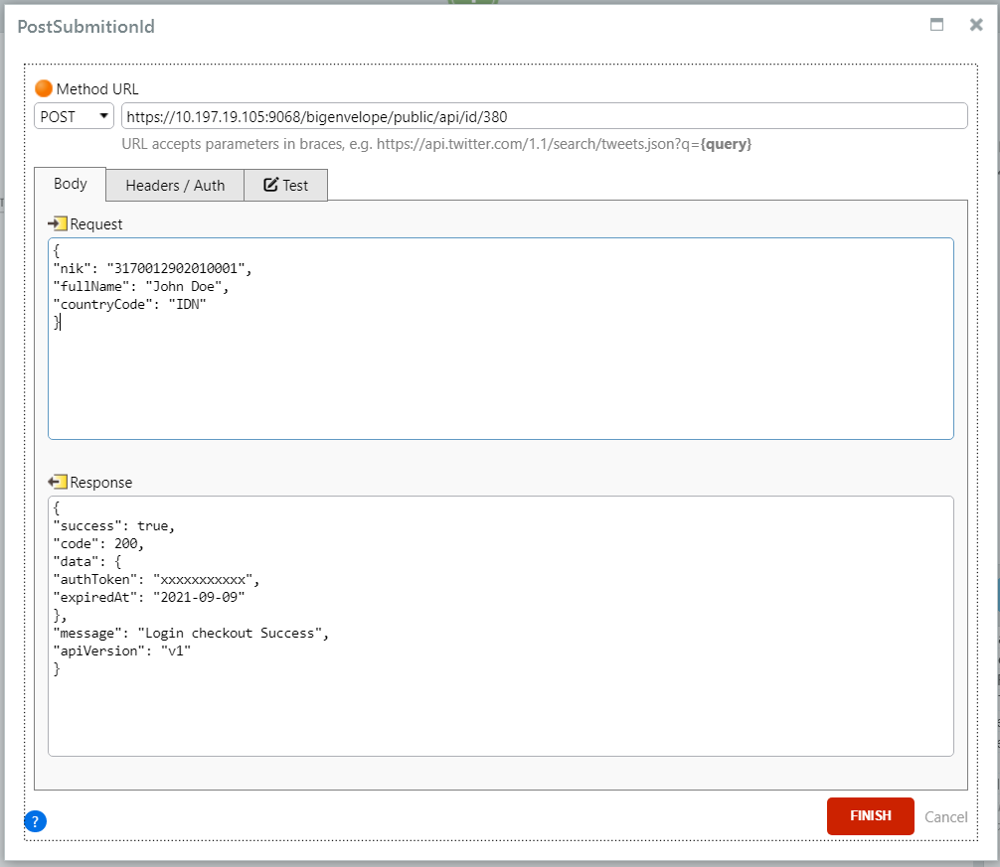 PostSubmitionId
Method URL
POST https://10.197.19.105:9068/bigenvelope/public/api/id/380
URL accepts parameters in braces, e.g. https://api.twitter.com/1.1/search/tweets.json?q={query}
Body Headers / Auth Test
Request
{
"nik": "3170012902010001",
"fullName": "John Doe",
"countryCode": "IDN"
}
Response
{
"success": true,
"code": 200,
"data": {
"authToken": "xxxxxxxxxxx",
"expiredAt": "2021-09-09"
},
"message": "Login checkout Success",
"apiVersion": "v1"
}
? FINISH Cancel